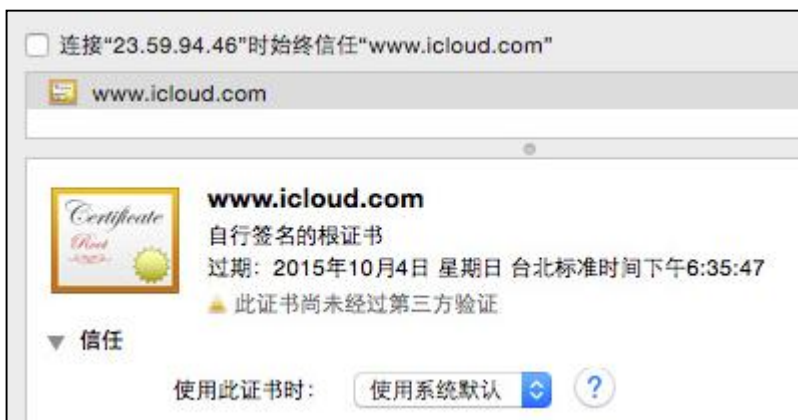 连接“23.59.94.46”时始终信任“www.icloud.com”
www.icloud.com
Certificate
Root
www.icloud.com
自行签名的根证书
过期：2015年10月4日 星期日 台北标准时间下午6:35:47
此证书尚未经过第三方验证
信任
使用此证书时： 使用系统默认 ?